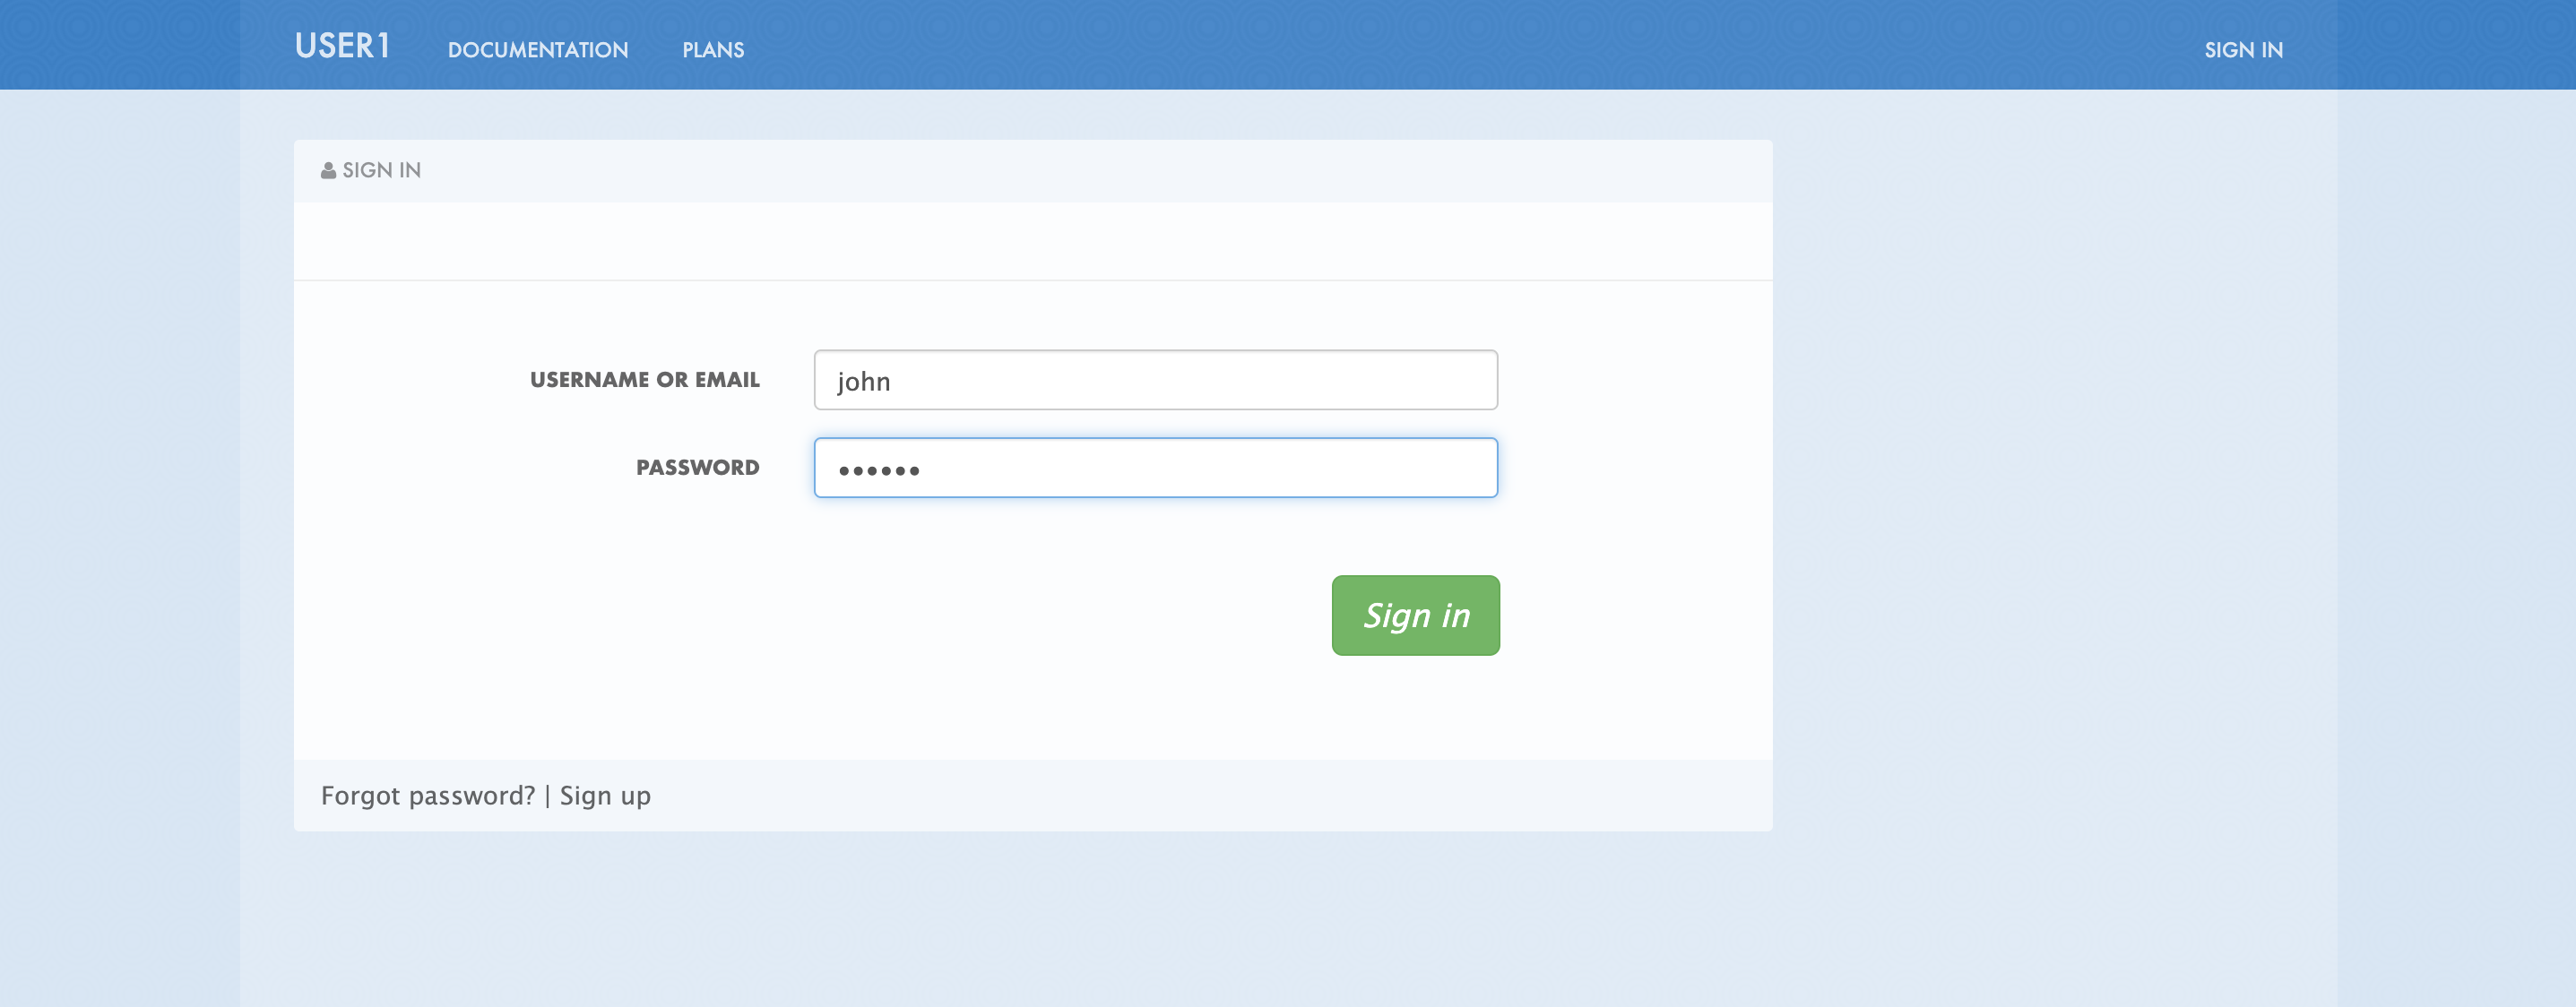 USER1 DOCUMENTATION PLANS SIGN IN
SIGN IN
USERNAME OR EMAIL john
PASSWORD ••••••
Sign in
Forgot password? | Sign up